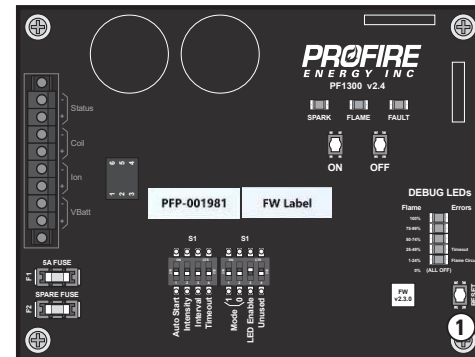 PROFIRE
ENERGY INC
PF1300 v2.4
SPARK FLAME FAULT
ON OFF
Status
Coil
Ion
VBatt
6 5 4
1 2 3
PFP-001981 FW Label
DEBUG LEDs
Flame Errors
100%
75-99%
50-74%
25-49% Timeout
1-24% Flame Circuit
0% (ALL OFF)
S1 S1
Auto Start
Intensity
Interval
Timeout
Mode (1
0
LED Enable
Unused
5A FUSE
F1
SPARE FUSE
F2
FW
v2.3.0
RESET
1